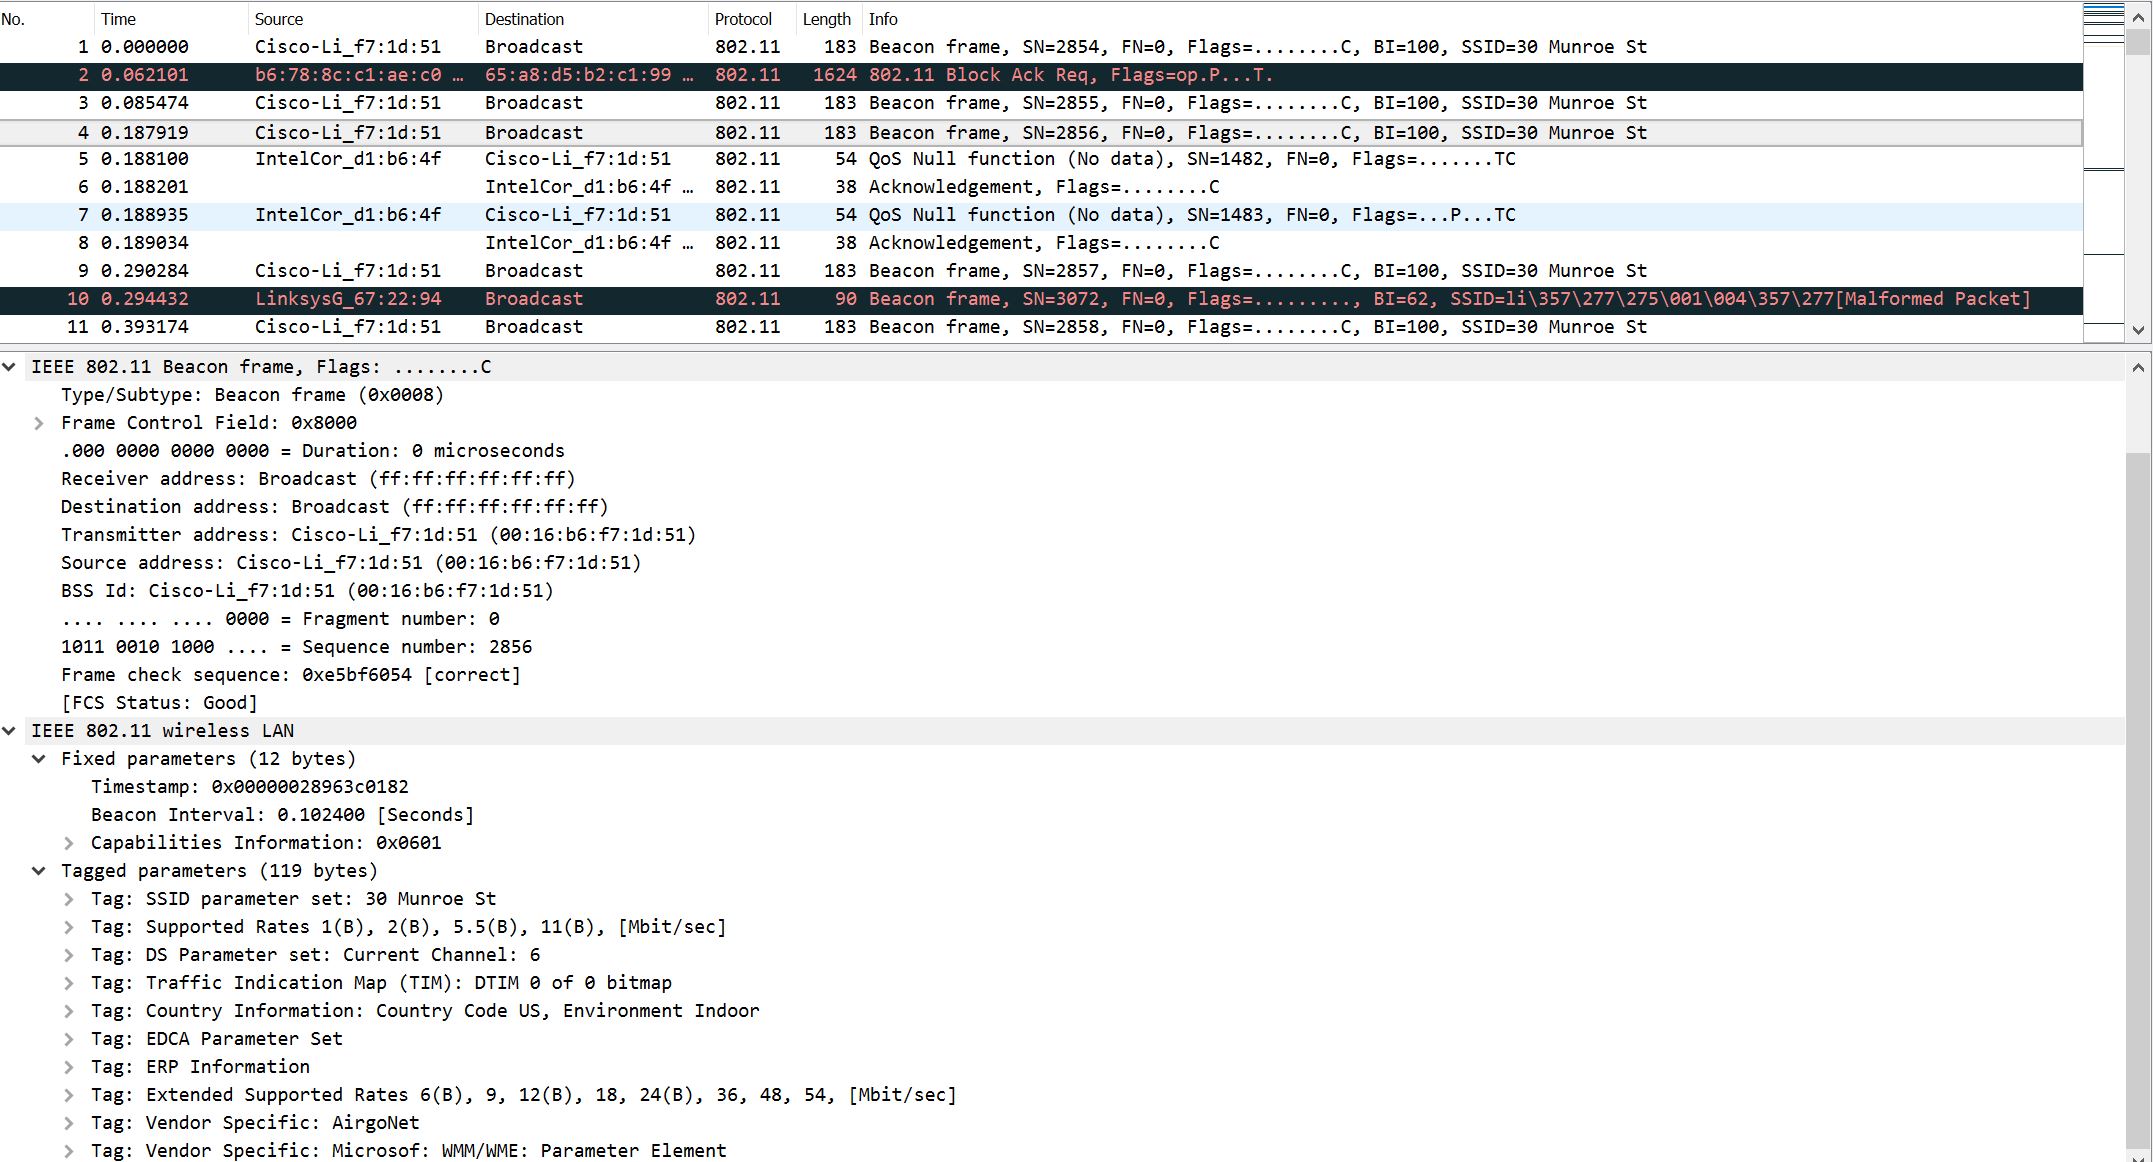 No. Time Source Destination Protocol Length Info
1 0.000000 Cisco-Li_f7:1d:51 Broadcast 802.11 183 Beacon frame, SN=2854, FN=0, Flags=........C, BI=100, SSID=30 Munroe St
2 0.062101 b6:78:8c:c1:ae:c0 … 65:a8:d5:b2:c1:99 … 802.11 1624 802.11 Block Ack Req, Flags=op.P...T.
3 0.085474 Cisco-Li_f7:1d:51 Broadcast 802.11 183 Beacon frame, SN=2855, FN=0, Flags=........C, BI=100, SSID=30 Munroe St
4 0.187919 Cisco-Li_f7:1d:51 Broadcast 802.11 183 Beacon frame, SN=2856, FN=0, Flags=........C, BI=100, SSID=30 Munroe St
5 0.188100 IntelCor_d1:b6:4f Cisco-Li_f7:1d:51 802.11 54 QoS Null function (No data), SN=1482, FN=0, Flags=.......TC
6 0.188201 IntelCor_d1:b6:4f … 802.11 38 Acknowledgement, Flags=........C
7 0.188935 IntelCor_d1:b6:4f Cisco-Li_f7:1d:51 802.11 54 QoS Null function (No data), SN=1483, FN=0, Flags=...P...TC
8 0.189034 IntelCor_d1:b6:4f … 802.11 38 Acknowledgement, Flags=........C
9 0.290284 Cisco-Li_f7:1d:51 Broadcast 802.11 183 Beacon frame, SN=2857, FN=0, Flags=........C, BI=100, SSID=30 Munroe St
10 0.294432 LinksysG_67:22:94 Broadcast 802.11 90 Beacon frame, SN=3072, FN=0, Flags=........., BI=62, SSID=li\357\277\275\001\004\357\277[Malformed Packet]
11 0.393174 Cisco-Li_f7:1d:51 Broadcast 802.11 183 Beacon frame, SN=2858, FN=0, Flags=........C, BI=100, SSID=30 Munroe St
IEEE 802.11 Beacon frame, Flags: ........C
Type/Subtype: Beacon frame (0x0008)
Frame Control Field: 0x8000
.000 0000 0000 0000 = Duration: 0 microseconds
Receiver address: Broadcast (ff:ff:ff:ff:ff:ff)
Destination address: Broadcast (ff:ff:ff:ff:ff:ff)
Transmitter address: Cisco-Li_f7:1d:51 (00:16:b6:f7:1d:51)
Source address: Cisco-Li_f7:1d:51 (00:16:b6:f7:1d:51)
BSS Id: Cisco-Li_f7:1d:51 (00:16:b6:f7:1d:51)
.... .... .... 0000 = Fragment number: 0
1011 0010 1000 .... = Sequence number: 2856
Frame check sequence: 0xe5bf6054 [correct]
[FCS Status: Good]
IEEE 802.11 wireless LAN
Fixed parameters (12 bytes)
Timestamp: 0x00000028963c0182
Beacon Interval: 0.102400 [Seconds]
Capabilities Information: 0x0601
Tagged parameters (119 bytes)
Tag: SSID parameter set: 30 Munroe St
Tag: Supported Rates 1(B), 2(B), 5.5(B), 11(B), [Mbit/sec]
Tag: DS Parameter set: Current Channel: 6
Tag: Traffic Indication Map (TIM): DTIM 0 of 0 bitmap
Tag: Country Information: Country Code US, Environment Indoor
Tag: EDCA Parameter Set
Tag: ERP Information
Tag: Extended Supported Rates 6(B), 9, 12(B), 18, 24(B), 36, 48, 54, [Mbit/sec]
Tag: Vendor Specific: AirgoNet
Tag: Vendor Specific: Microsof: WMM/WME: Parameter Element